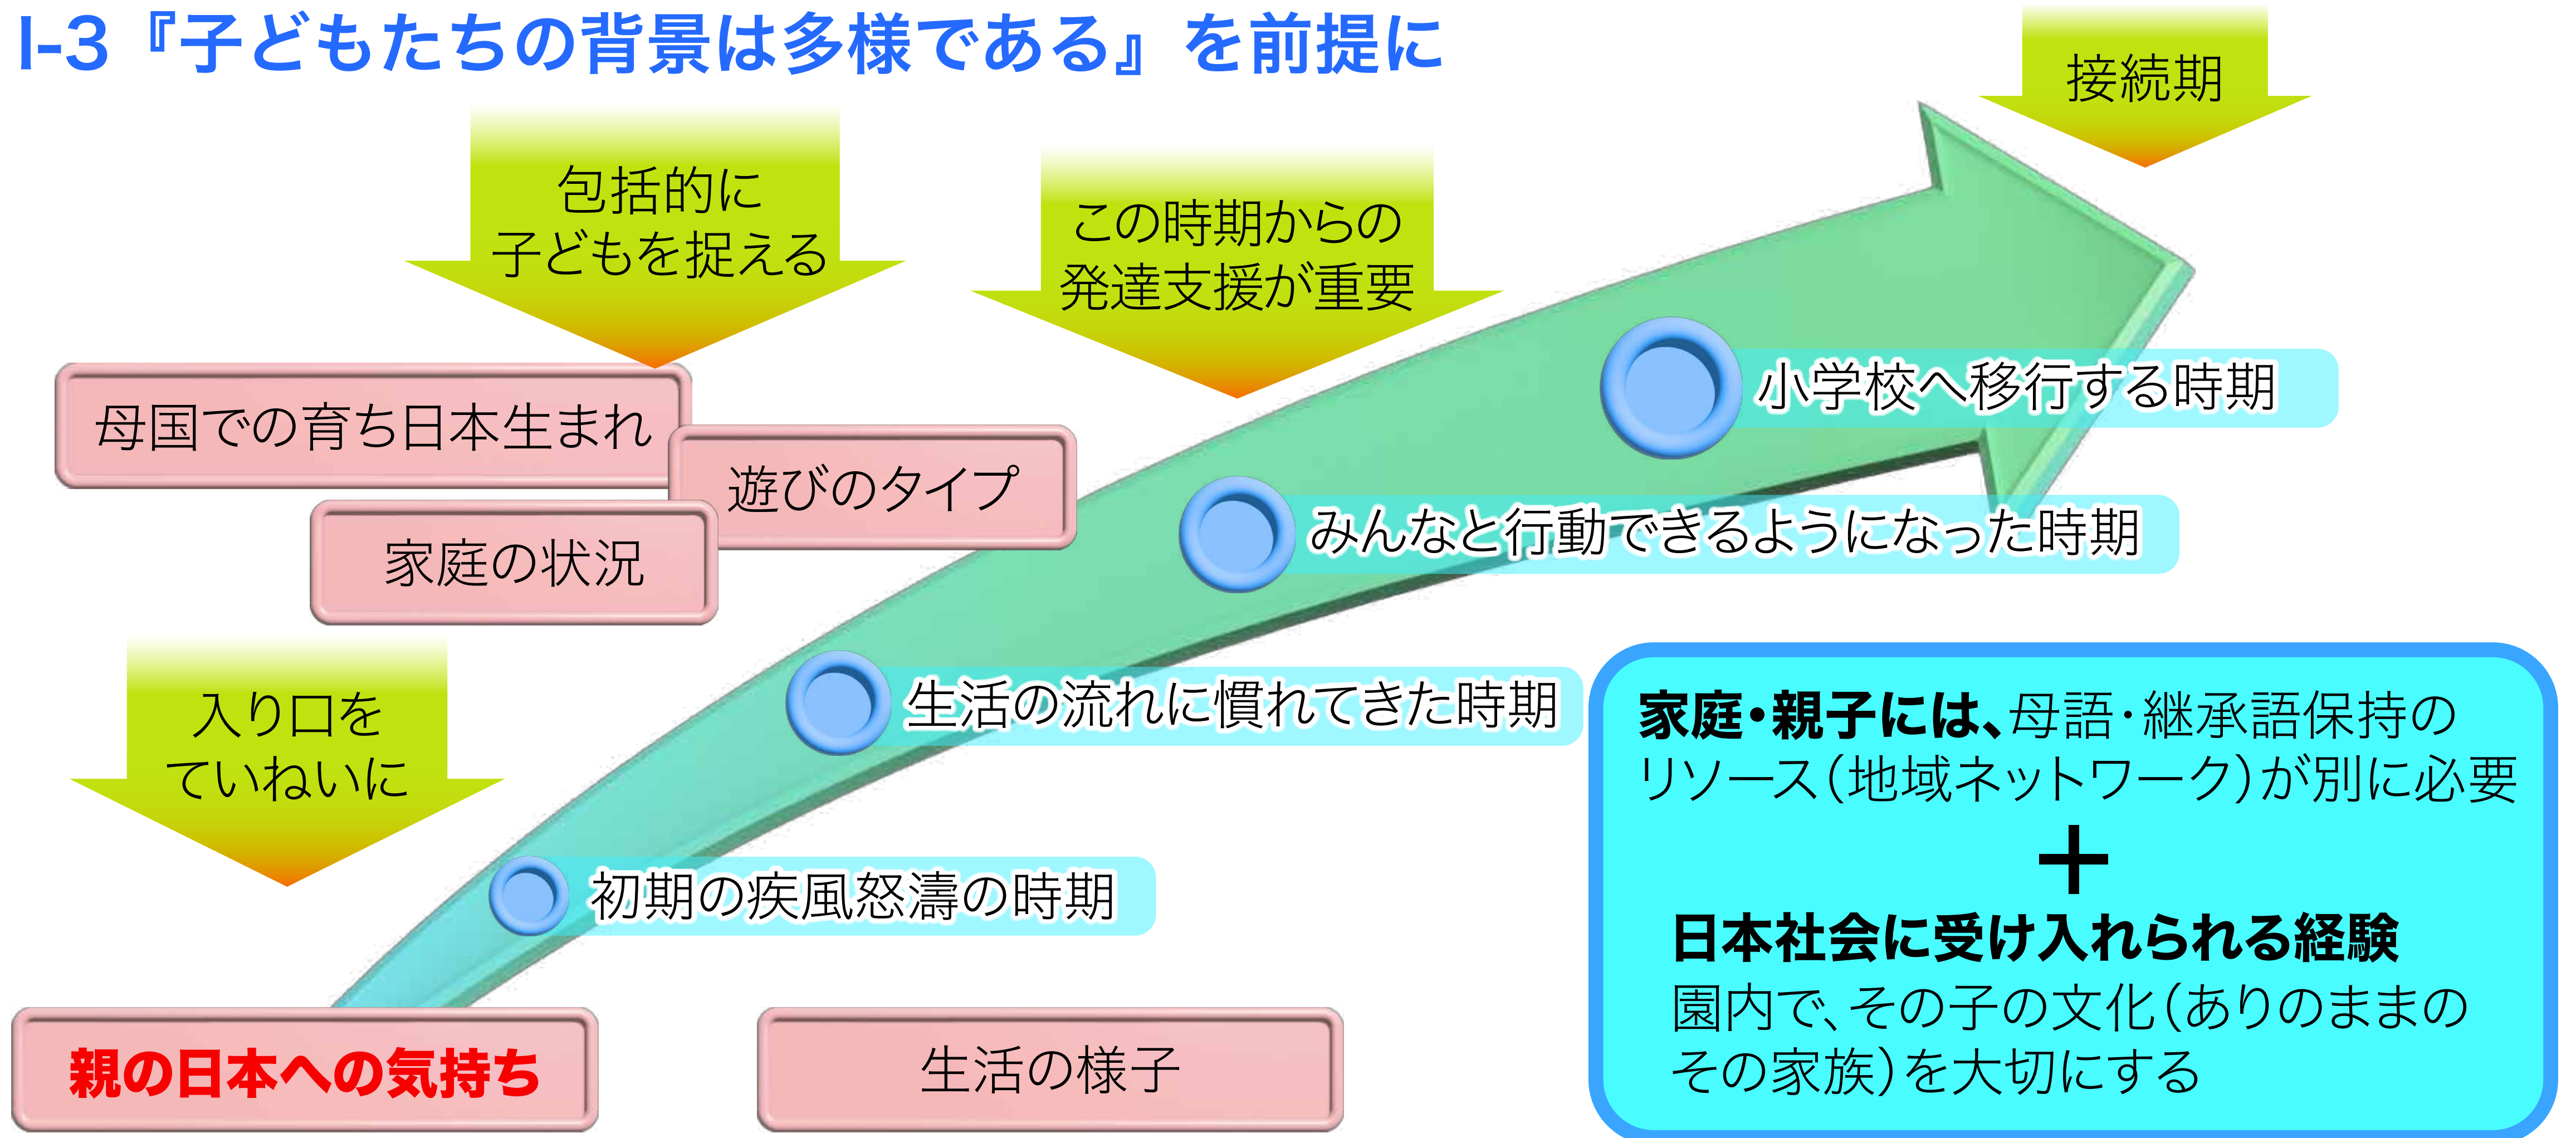 I-3『子どもたちの背景は多様である』を前提に
接続期
包括的に
子どもを捉える
この時期からの
発達支援が重要
母国での育ち日本生まれ
遊びのタイプ
家庭の状況
小学校へ移行する時期
みんなと行動できるようになった時期
生活の流れに慣れてきた時期
初期の疾風怒濤の時期
入り口を
ていねいに
親の日本への気持ち
生活の様子
家庭・親子には、母語・継承語保持の
リソース(地域ネットワーク)が別に必要
+
日本社会に受け入れられる経験
園内で、その子の文化(ありのままの
その家族)を大切にする